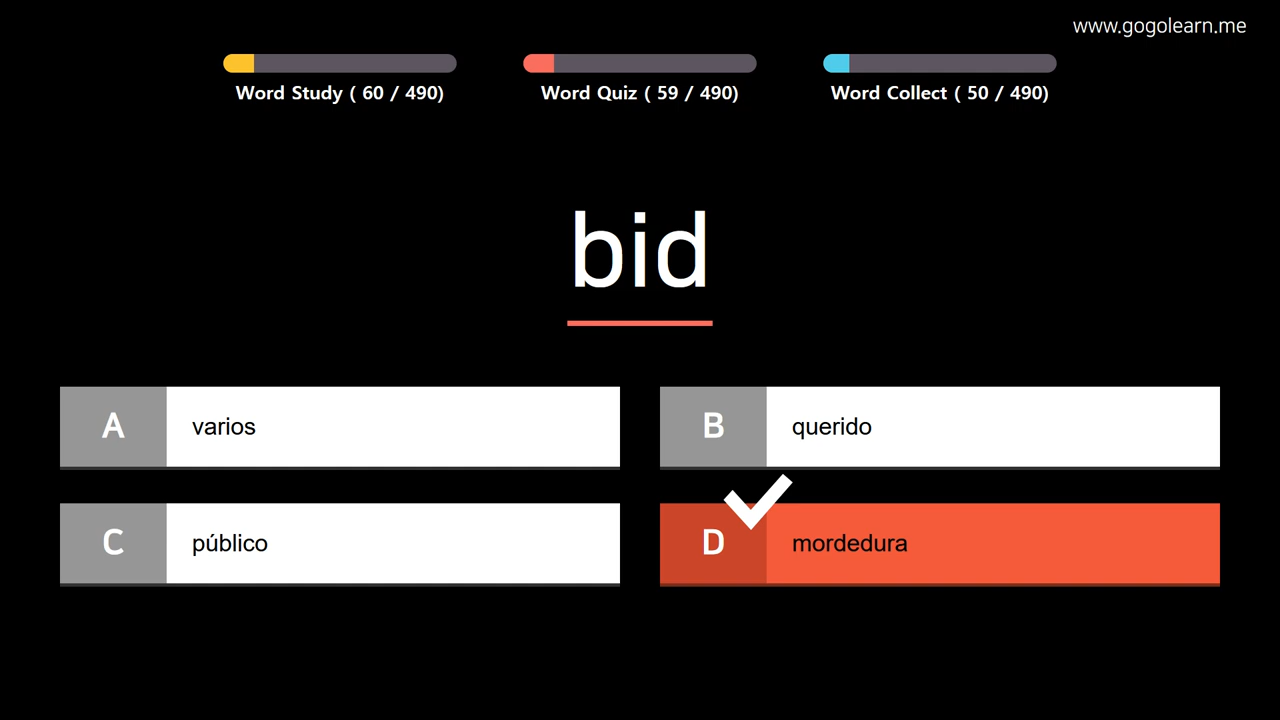 www.gogolearn.me
Word Study ( 60 / 490)
Word Quiz ( 59 / 490)
Word Collect ( 50 / 490)
bid
A varios
B querido
C público
D mordedura